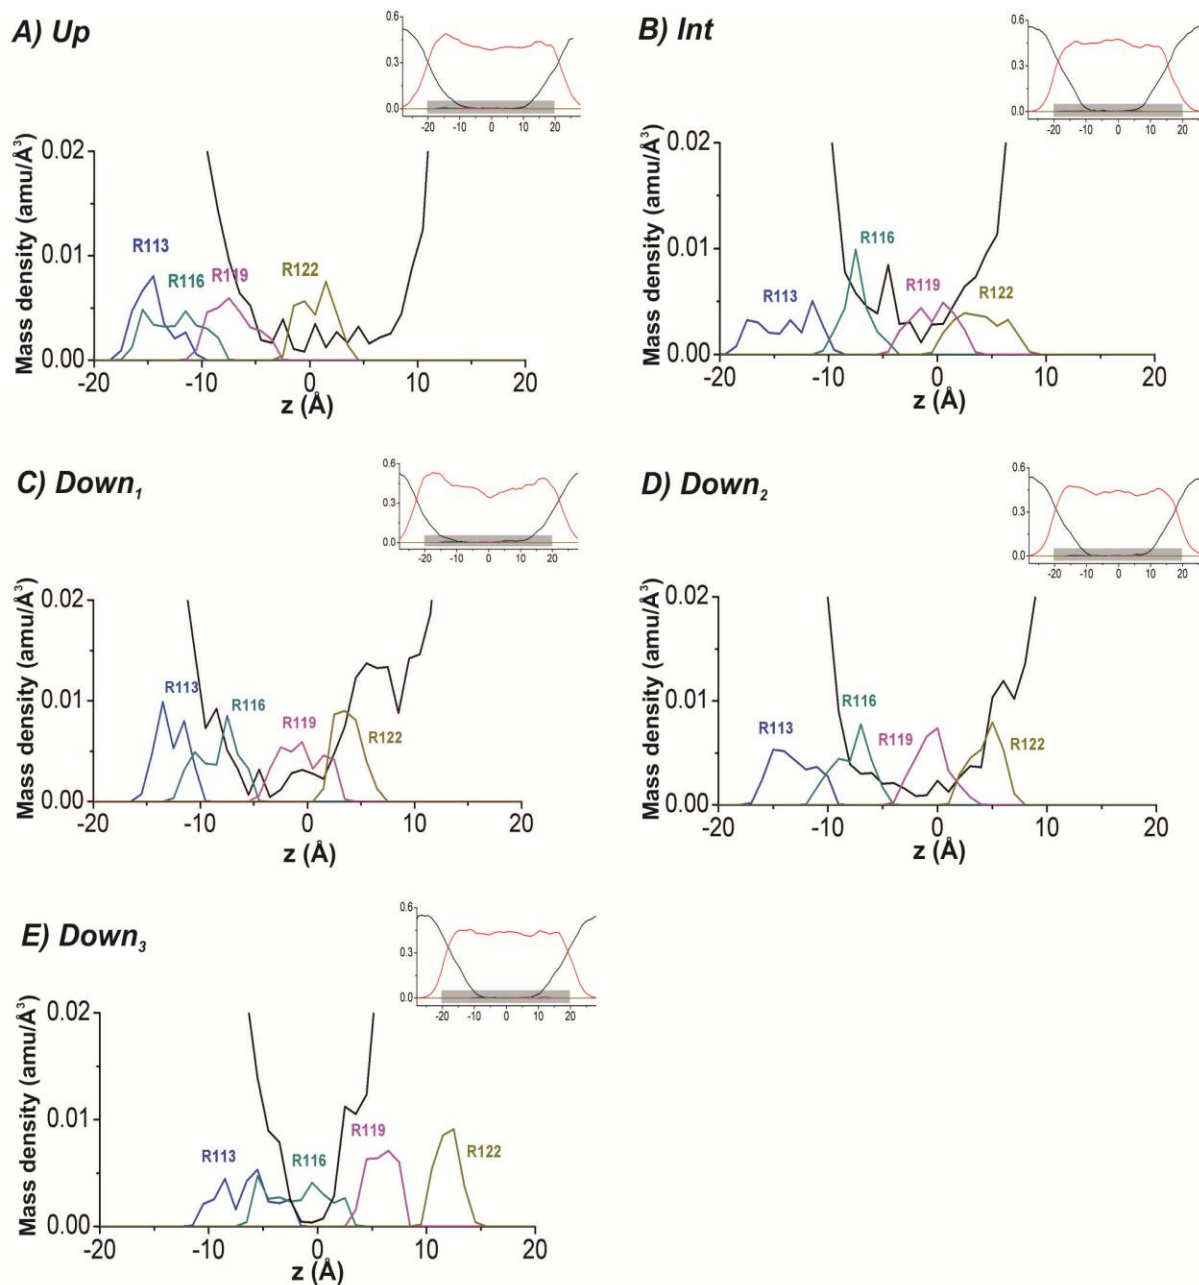 A) Up
0.6
0.3
0.0
-20 -10 0 10 20
0.02
0.01
0.00
Mass density (amu/Å³)
R113
R116
R119
R122
-20 -10 0 10 20
z (Å)
B) Int
0.6
0.3
0.0
-20 -10 0 10 20
0.02
0.01
0.00
Mass density (amu/Å³)
R113
R116
R119
R122
-20 -10 0 10 20
z (Å)
C) Down₁
0.6
0.3
0.0
-20 -10 0 10 20
0.02
0.01
0.00
Mass density (amu/Å³)
R113
R116
R119
R122
-20 -10 0 10 20
z (Å)
D) Down₂
0.6
0.3
0.0
-20 -10 0 10 20
0.02
0.01
0.00
Mass density (amu/Å³)
R113
R116
R119
R122
-20 -10 0 10 20
z (Å)
E) Down₃
0.6
0.3
0.0
-20 -10 0 10 20
0.02
0.01
0.00
Mass density (amu/Å³)
R113
R116
R119
R122
-20 -10 0 10 20
z (Å)